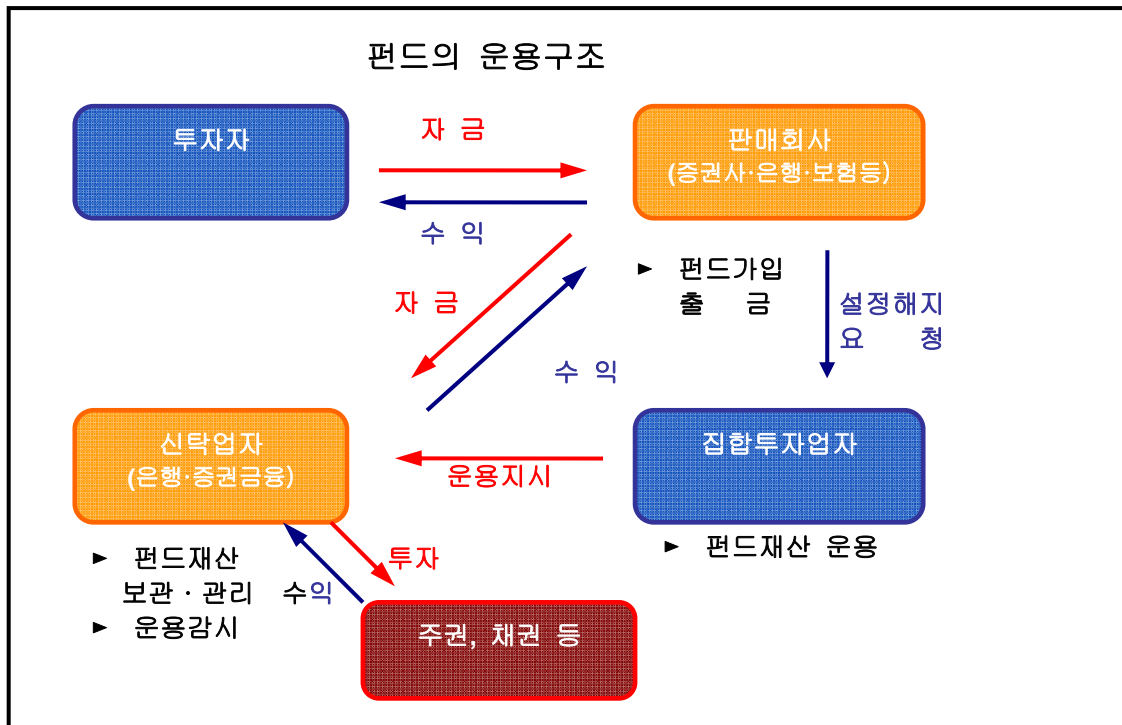 펀드의 운용구조
투자자
자 금
수 익
판매회사
(증권사·은행·보험등)
► 펀드가입
출 금
설정해지
요 청
자 금
수 익
신탁업자
(은행·증권금융)
운용지시
집합투자업자
► 펀드재산 운용
► 펀드재산
보관 · 관리
► 운용감시
투자
수익
주권, 채권 등